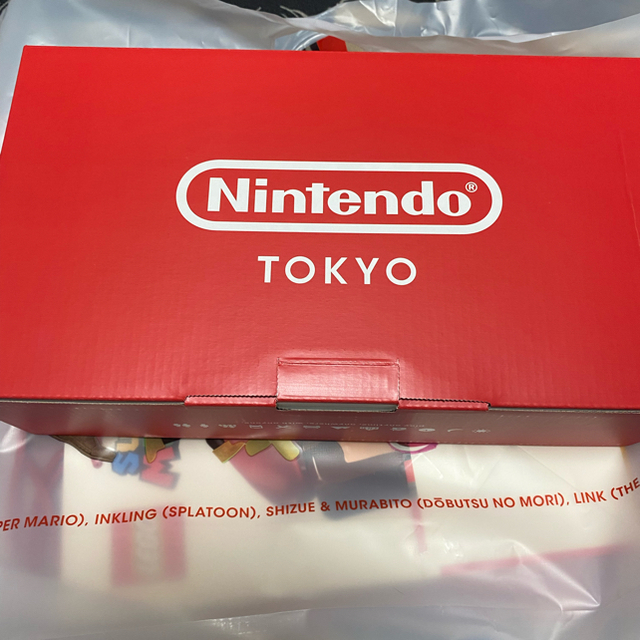 Nintendo®
TOKYO
PER MARIO), INKLING (SPLATOON), SHIZUE & MURABITO (DŌBUTSU NO MORI), LINK (THE